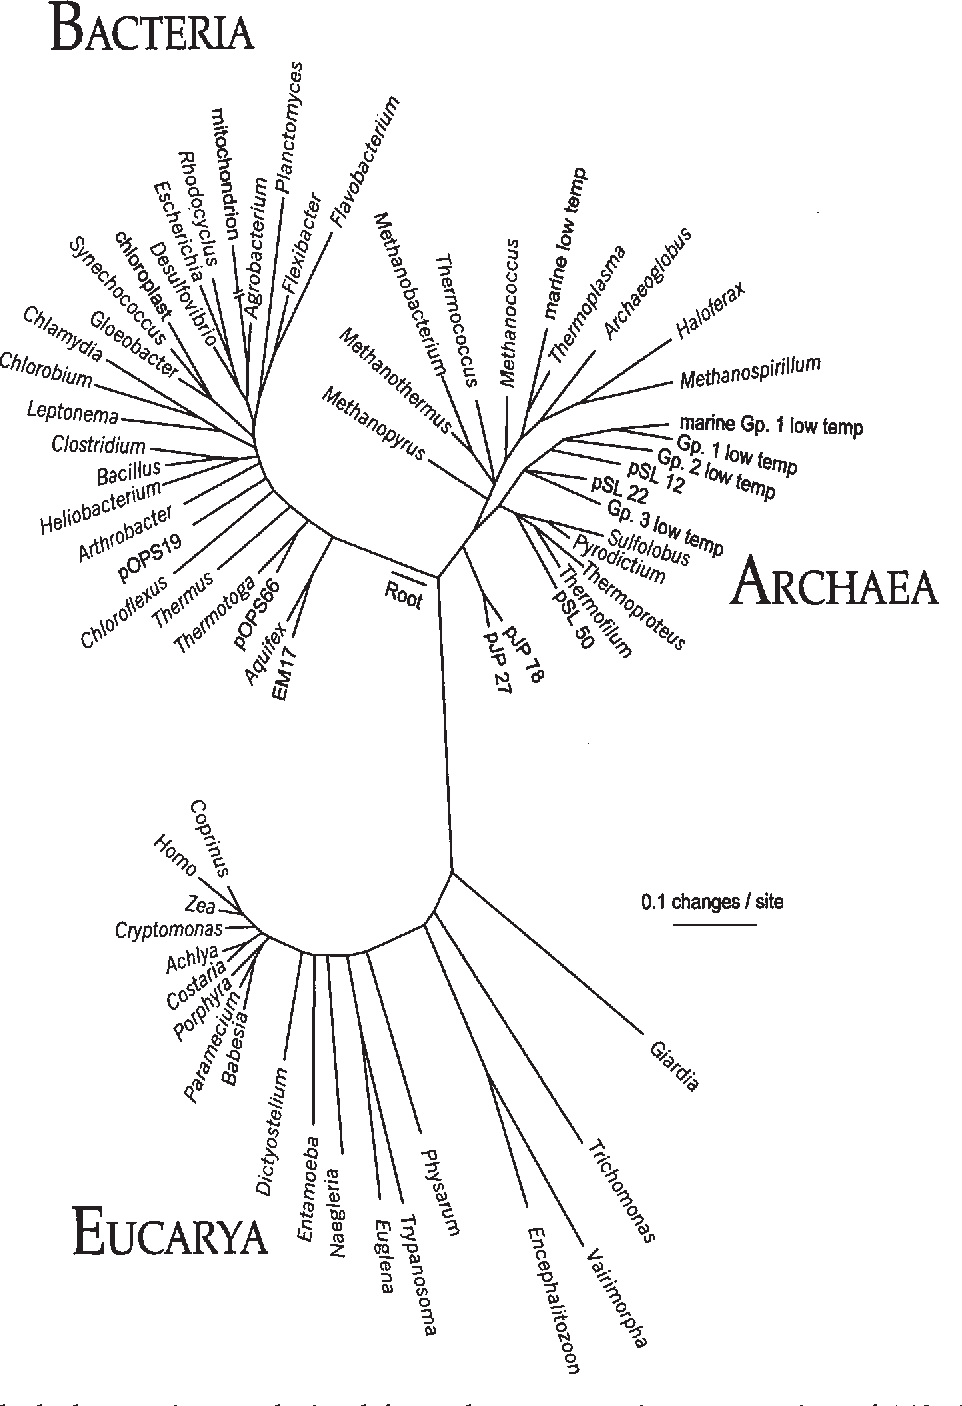 BACTERIA
Planctomyces
Flavobacterium
mitochondrion
Rhodocyclus
Escherichia
Agrobacterium
Flexibacter
Desulfovibrio
chloroplast
Synechococcus
Gloeobacter
Chlamydia
Chlorobium
Leptonema
Clostridium
Bacillus
Heliobacterium
Arthrobacter
pOPS19
Chloroflexus
Thermus
Thermotoga
pOPS66
Aquifex
EM17
Root
Methanopyrus
Methanothermus
Methanobacterium
Thermococcus
Methanococcus
marine low temp
Thermoplasma
Archaeoglobus
Haloferax
Methanospirillum
marine Gp. 1 low temp
Gp. 1 low temp
Gp. 2 low temp
pSL 12
pSL 22
Gp. 3 low temp
Sulfolobus
Pyrodictium
Thermoproteus
Thermofilum
pSL 50
pJP 78
pJP 27
ARCHAEA
Coprinus
Homo
Zea
Cryptomonas
Achlya
Costaria
Porphyra
Paramecium
Babesia
Dictyostelium
Entamoeba
Naegleria
Euglena
Trypanosoma
Physarum
Encephalitozoon
Vairimorpha
Trichomonas
Giardia
0.1 changes / site
EUCARYA